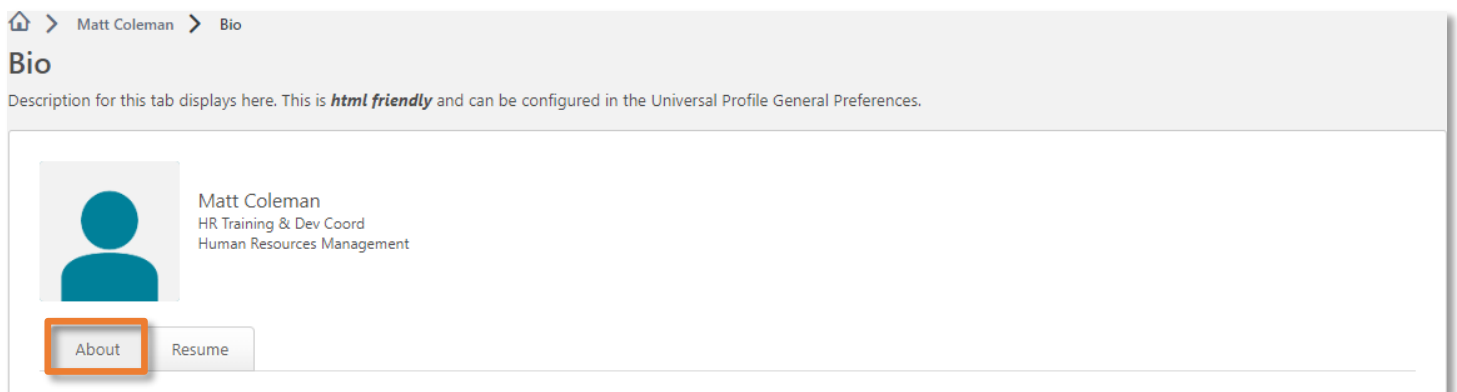 Matt Coleman Bio
Bio
Description for this tab displays here. This is html friendly and can be configured in the Universal Profile General Preferences.
Matt Coleman
HR Training & Dev Coord
Human Resources Management
About Resume